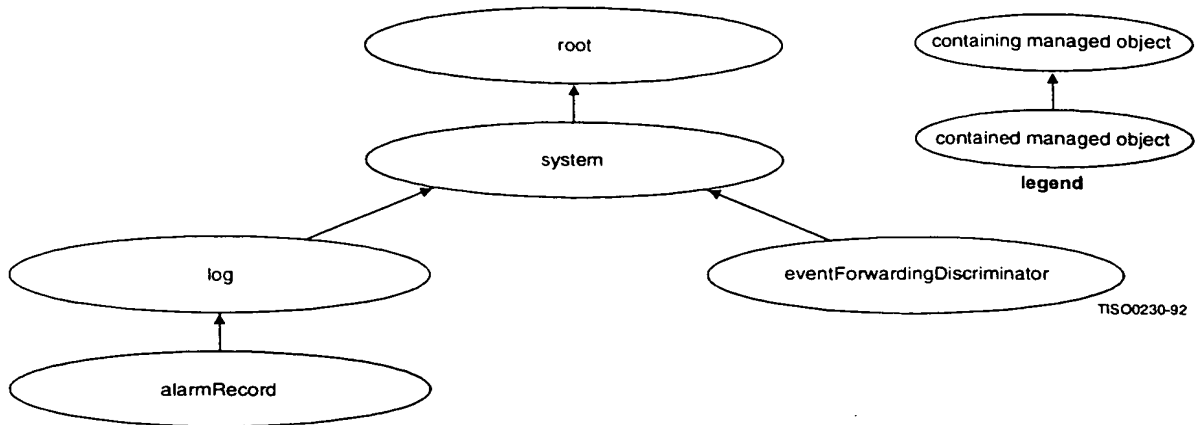 root
containing managed object
system
contained managed object
legend
log
eventForwardingDiscriminator
TISO0230-92
alarmRecord